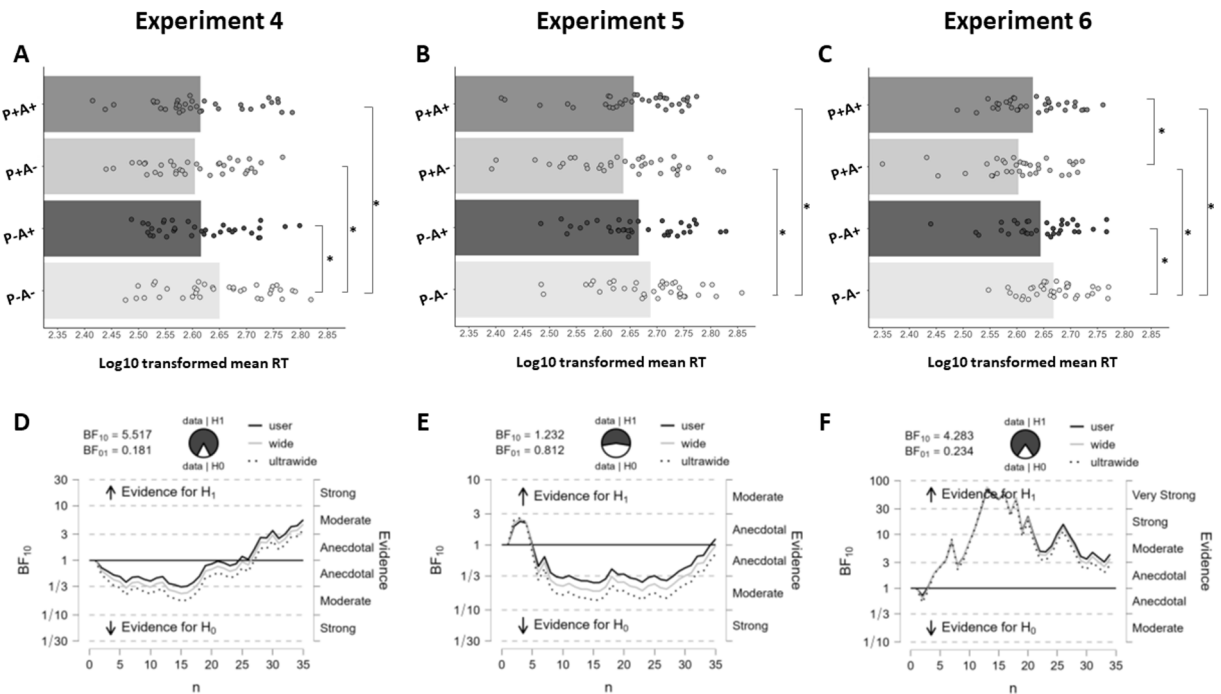 Experiment 4
Experiment 5
Experiment 6
A
P+A+
P+A-
P-A+
P-A-
*
*
*
2.35 2.40 2.45 2.50 2.55 2.60 2.65 2.70 2.75 2.80 2.85
Log10 transformed mean RT
B
P+A+
P+A-
P-A+
P-A-
*
*
2.35 2.40 2.45 2.50 2.55 2.60 2.65 2.70 2.75 2.80 2.85
Log10 transformed mean RT
C
P+A+
P+A-
P-A+
P-A-
*
*
*
*
2.35 2.40 2.45 2.50 2.55 2.60 2.65 2.70 2.75 2.80 2.85
Log10 transformed mean RT
D
BF10 = 5.517
BF01 = 0.181
data | H1
data | H0
user
wide
ultrawide
30
10
3
1
1/3
1/10
1/30
BF10
Evidence for H1
Evidence for H0
Strong
Moderate
Anecdotal
Anecdotal
Moderate
Strong
Evidence
0 5 10 15 20 25 30 35
n
E
BF10 = 1.232
BF01 = 0.812
data | H1
data | H0
user
wide
ultrawide
10
3
1
1/3
1/10
1/30
BF10
Evidence for H1
Evidence for H0
Moderate
Anecdotal
Anecdotal
Moderate
Strong
Evidence
0 5 10 15 20 25 30 35
n
F
BF10 = 4.283
BF01 = 0.234
data | H1
data | H0
user
wide
ultrawide
100
30
10
3
1
1/3
1/10
BF10
Evidence for H1
Evidence for H0
Very Strong
Strong
Moderate
Anecdotal
Anecdotal
Moderate
Evidence
0 5 10 15 20 25 30 35
n